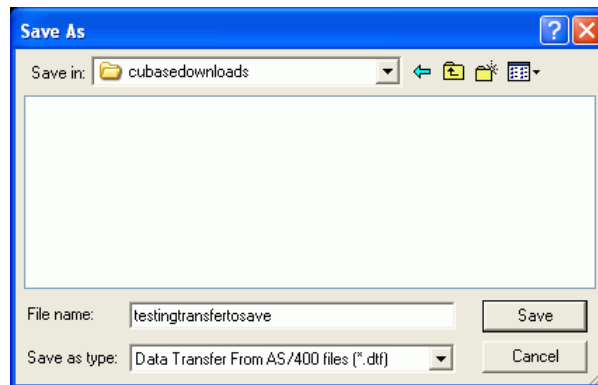 Save As
Save in: cubasedownloads
File name: testingtransfertosave Save
Save as type: Data Transfer From AS/400 files (*.dtf) Cancel